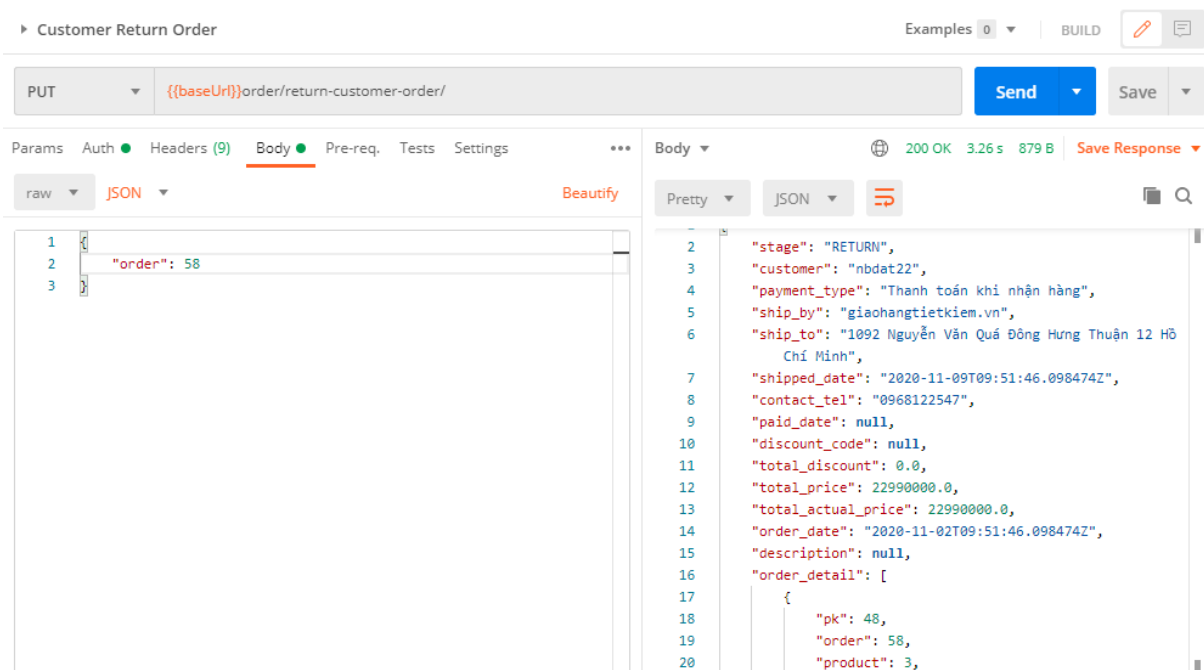 Customer Return Order
Examples 0
BUILD
PUT
{{baseUrl}}order/return-customer-order/
Send
Save
Params Auth Headers (9) Body Pre-req. Tests Settings
raw JSON Beautify
1 {
2 "order": 58
3 }
Body 200 OK 3.26 s 879 B Save Response
Pretty JSON
2 "stage": "RETURN",
3 "customer": "nbdat22",
4 "payment_type": "Thanh toán khi nhận hàng",
5 "ship_by": "giaohangtietkiem.vn",
6 "ship_to": "1092 Nguyễn Văn Quá Đông Hưng Thuận 12 Hồ
Chí Minh",
7 "shipped_date": "2020-11-09T09:51:46.098474Z",
8 "contact_tel": "0968122547",
9 "paid_date": null,
10 "discount_code": null,
11 "total_discount": 0.0,
12 "total_price": 22990000.0,
13 "total_actual_price": 22990000.0,
14 "order_date": "2020-11-02T09:51:46.098474Z",
15 "description": null,
16 "order_detail": [
17 {
18 "pk": 48,
19 "order": 58,
20 "product": 3,